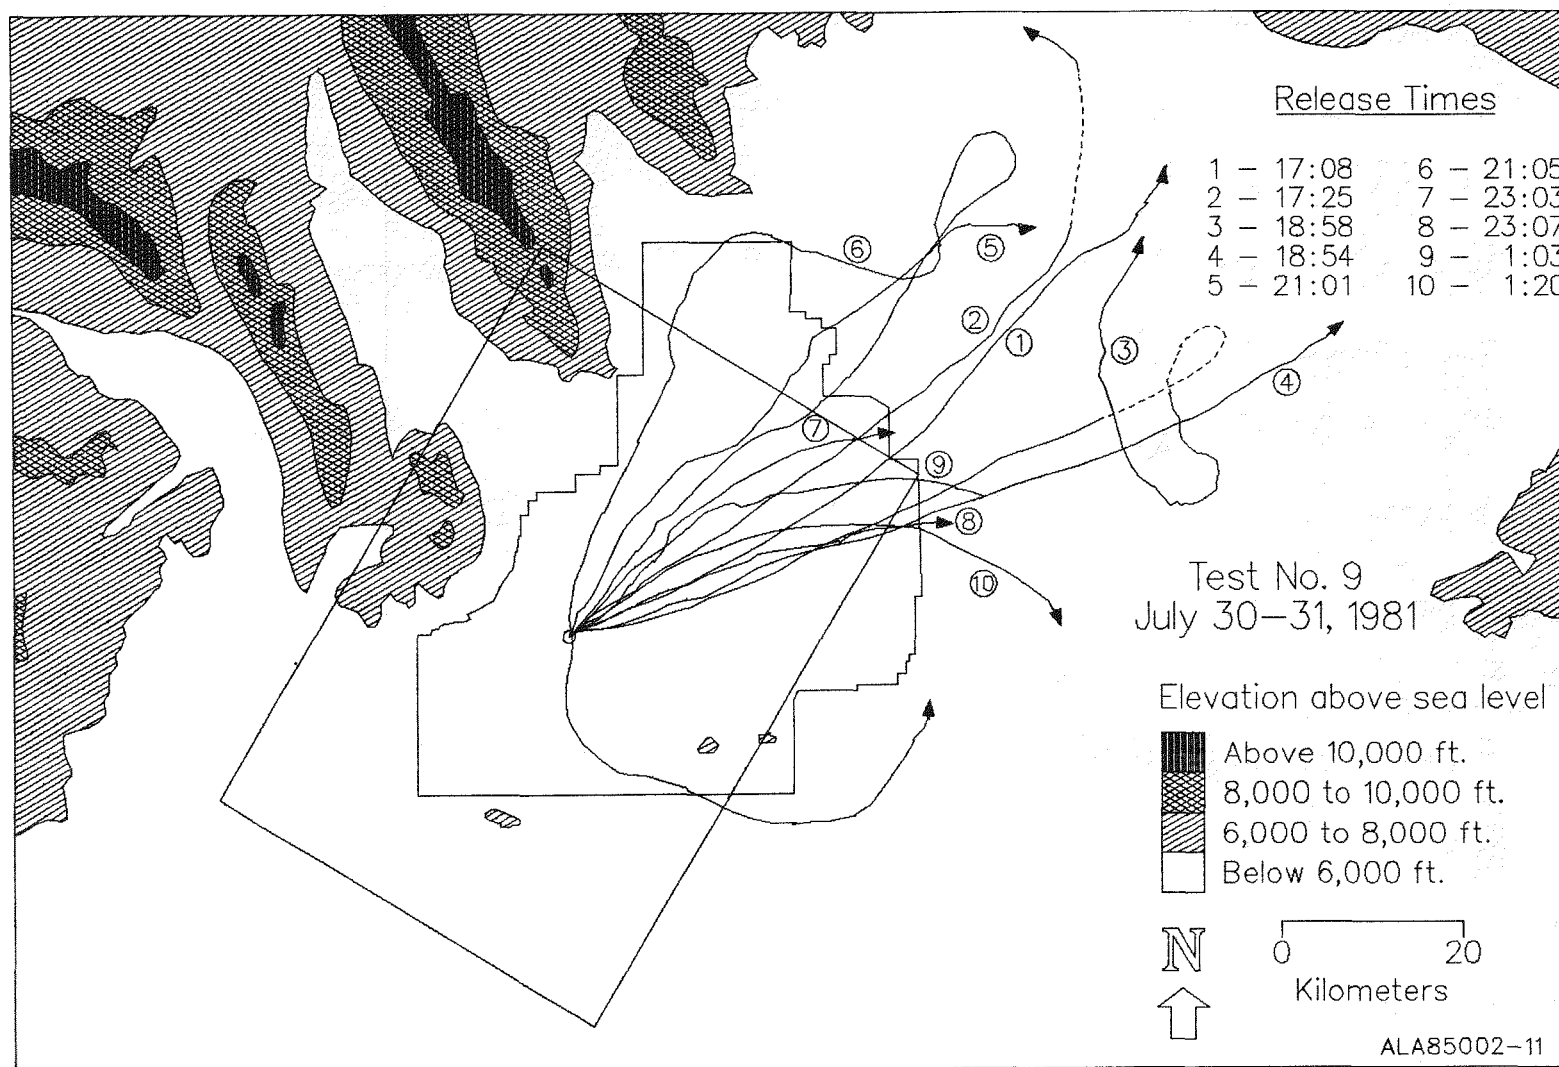 Release Times
1 – 17:08 6 – 21:05
2 – 17:25 7 – 23:03
3 – 18:58 8 – 23:07
4 – 18:54 9 – 1:03
5 – 21:01 10 – 1:20
6
5
2
1
3
4
7
9
8
10
Test No. 9
July 30–31, 1981
Elevation above sea level
Above 10,000 ft.
8,000 to 10,000 ft.
6,000 to 8,000 ft.
Below 6,000 ft.
N
0 20
Kilometers
ALA85002–11